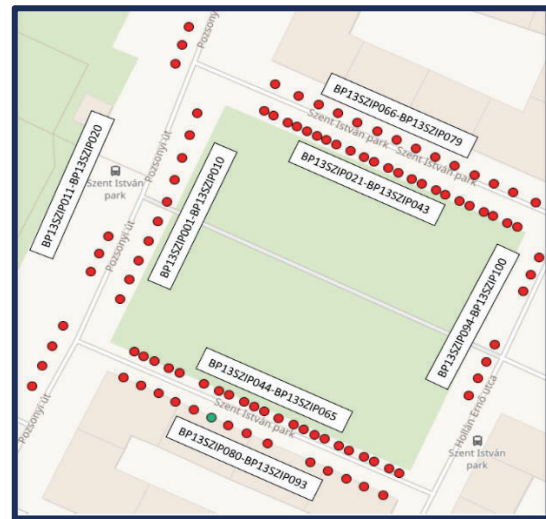 Pozsony
BP13SZIP066-BP13SZIP079
Szent István park
Szent István park
BP13SZIP021-BP13SZIP043
BP13SZIP011-BP13SZIP020
Szent István
park
Pozsonyi út
BP13SZIP001-BP13SZIP010
Pozsonyi út
BP13SZIP094-BP13SZIP100
BP13SZIP044-BP13SZIP065
Szent István park
Hollán Ernő utca
Pozsonyi út
BP13SZIP080-BP13SZIP093
Szent István
park